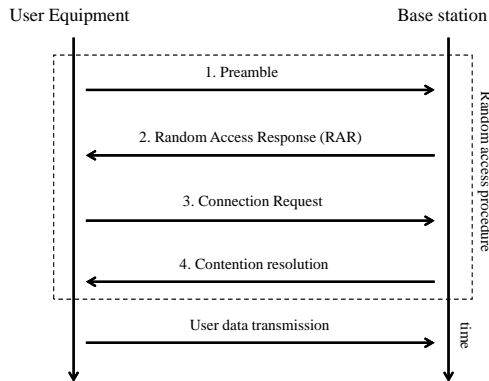 User Equipment
Base station
1. Preamble
2. Random Access Response (RAR)
3. Connection Request
4. Contention resolution
Random access procedure
User data transmission
time